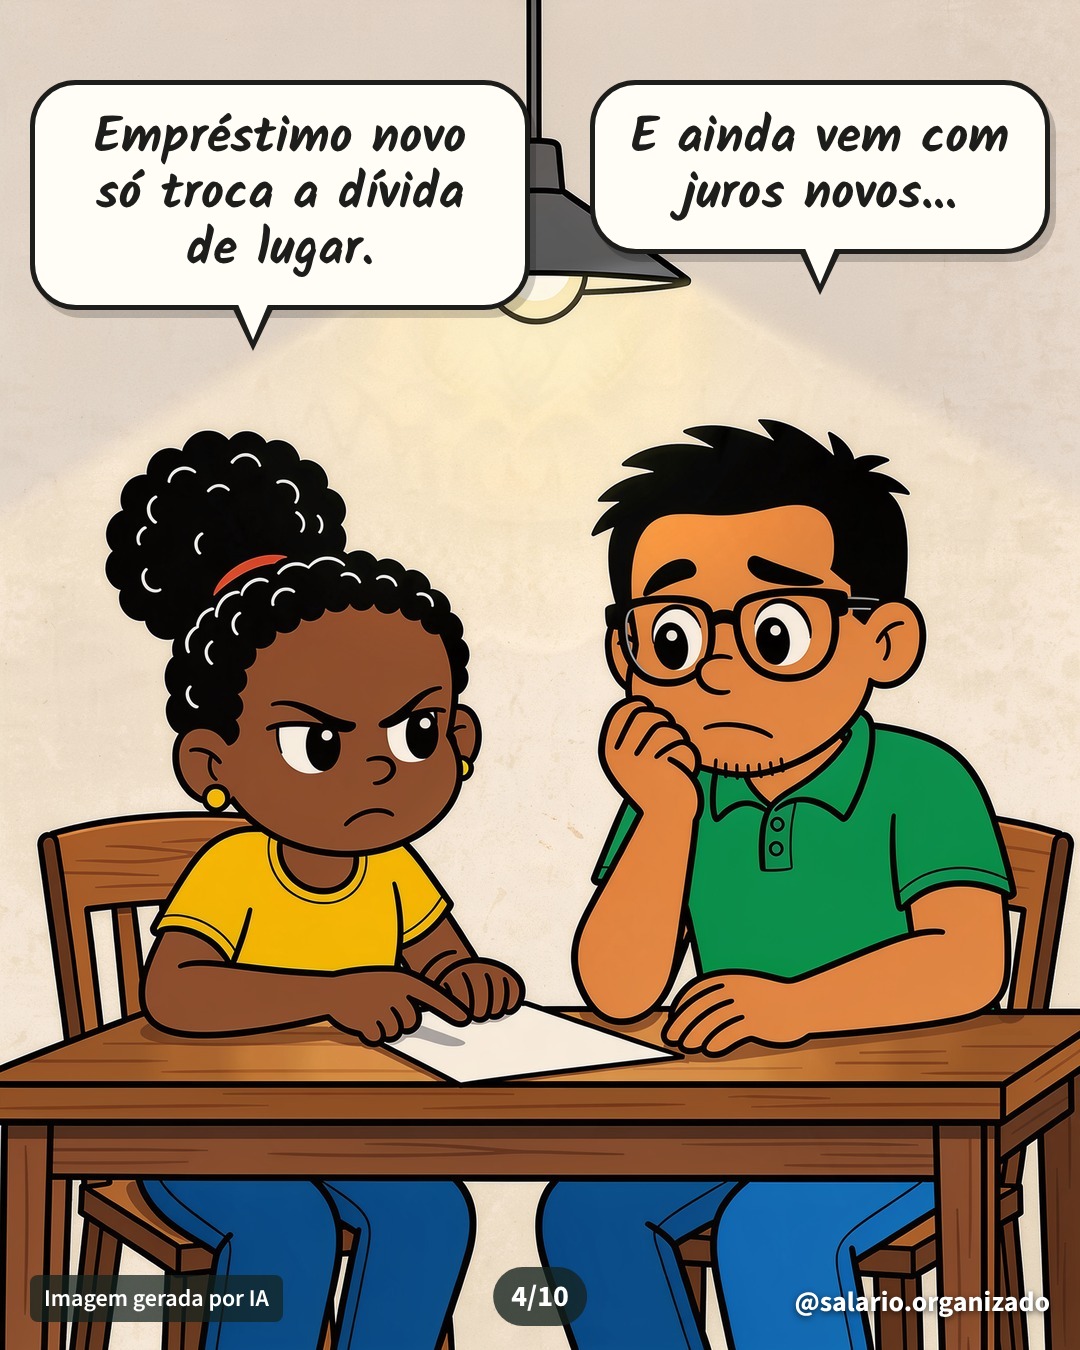 Empréstimo novo
só troca a dívida
de lugar.
E ainda vem com
juros novos...
Imagem gerada por IA
4/10
@salario.organizado